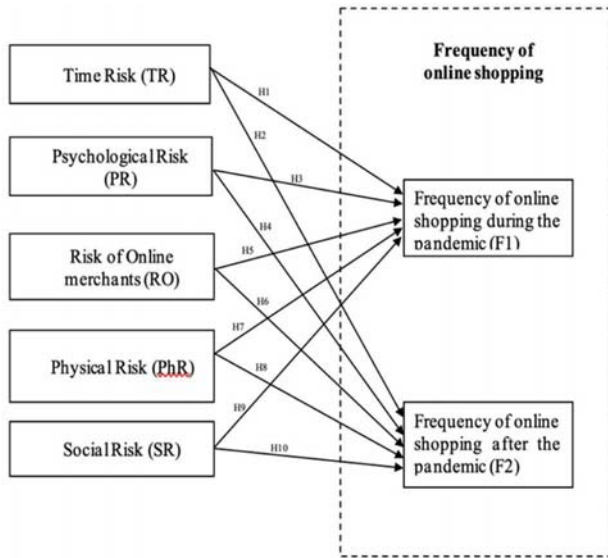 Time Risk (TR)
Psychological Risk
(PR)
Risk of Online
merchants (RO)
Physical Risk (PhR)
Social Risk (SR)
H1
H2
H3
H4
H5
H6
H7
H8
H9
H10
Frequency of
online shopping
Frequency of online
shopping during the
pandemic (F1)
Frequency of online
shopping after the
pandemic (F2)